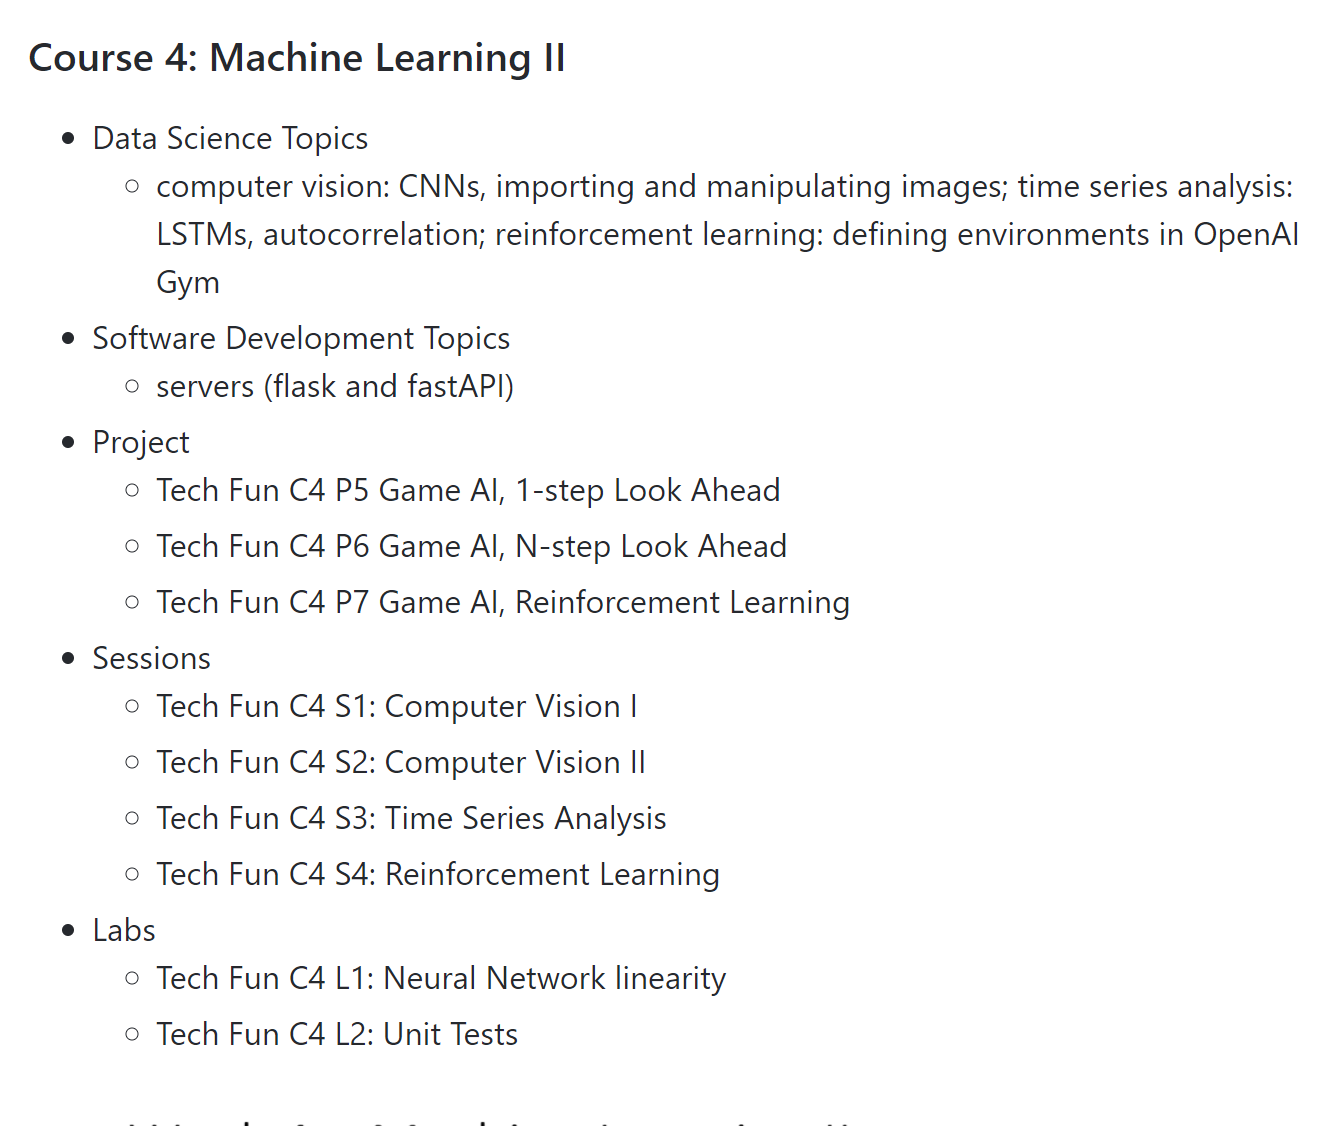 Course 4: Machine Learning II
Data Science Topics
computer vision: CNNs, importing and manipulating images; time series analysis:
LSTMs, autocorrelation; reinforcement learning: defining environments in OpenAI
Gym
Software Development Topics
servers (flask and fastAPI)
Project
Tech Fun C4 P5 Game AI, 1-step Look Ahead
Tech Fun C4 P6 Game AI, N-step Look Ahead
Tech Fun C4 P7 Game AI, Reinforcement Learning
Sessions
Tech Fun C4 S1: Computer Vision I
Tech Fun C4 S2: Computer Vision II
Tech Fun C4 S3: Time Series Analysis
Tech Fun C4 S4: Reinforcement Learning
Labs
Tech Fun C4 L1: Neural Network linearity
Tech Fun C4 L2: Unit Tests